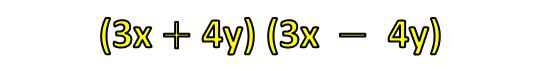 (3x + 4y) (3x − 4y)